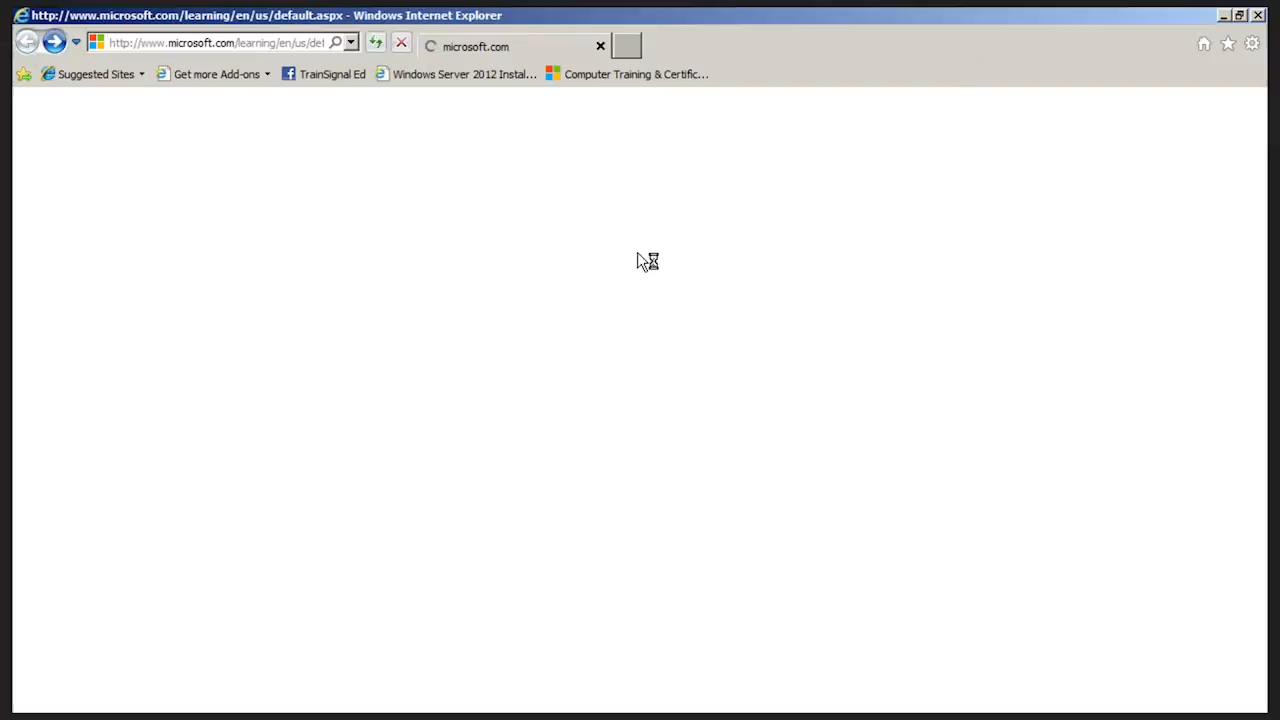 http://www.microsoft.com/learning/en/us/default.aspx - Windows Internet Explorer
http://www.microsoft.com/learning/en/us/def
microsoft.com
Suggested Sites
Get more Add-ons
TrainSignal Ed
Windows Server 2012 Instal...
Computer Training & Certific...